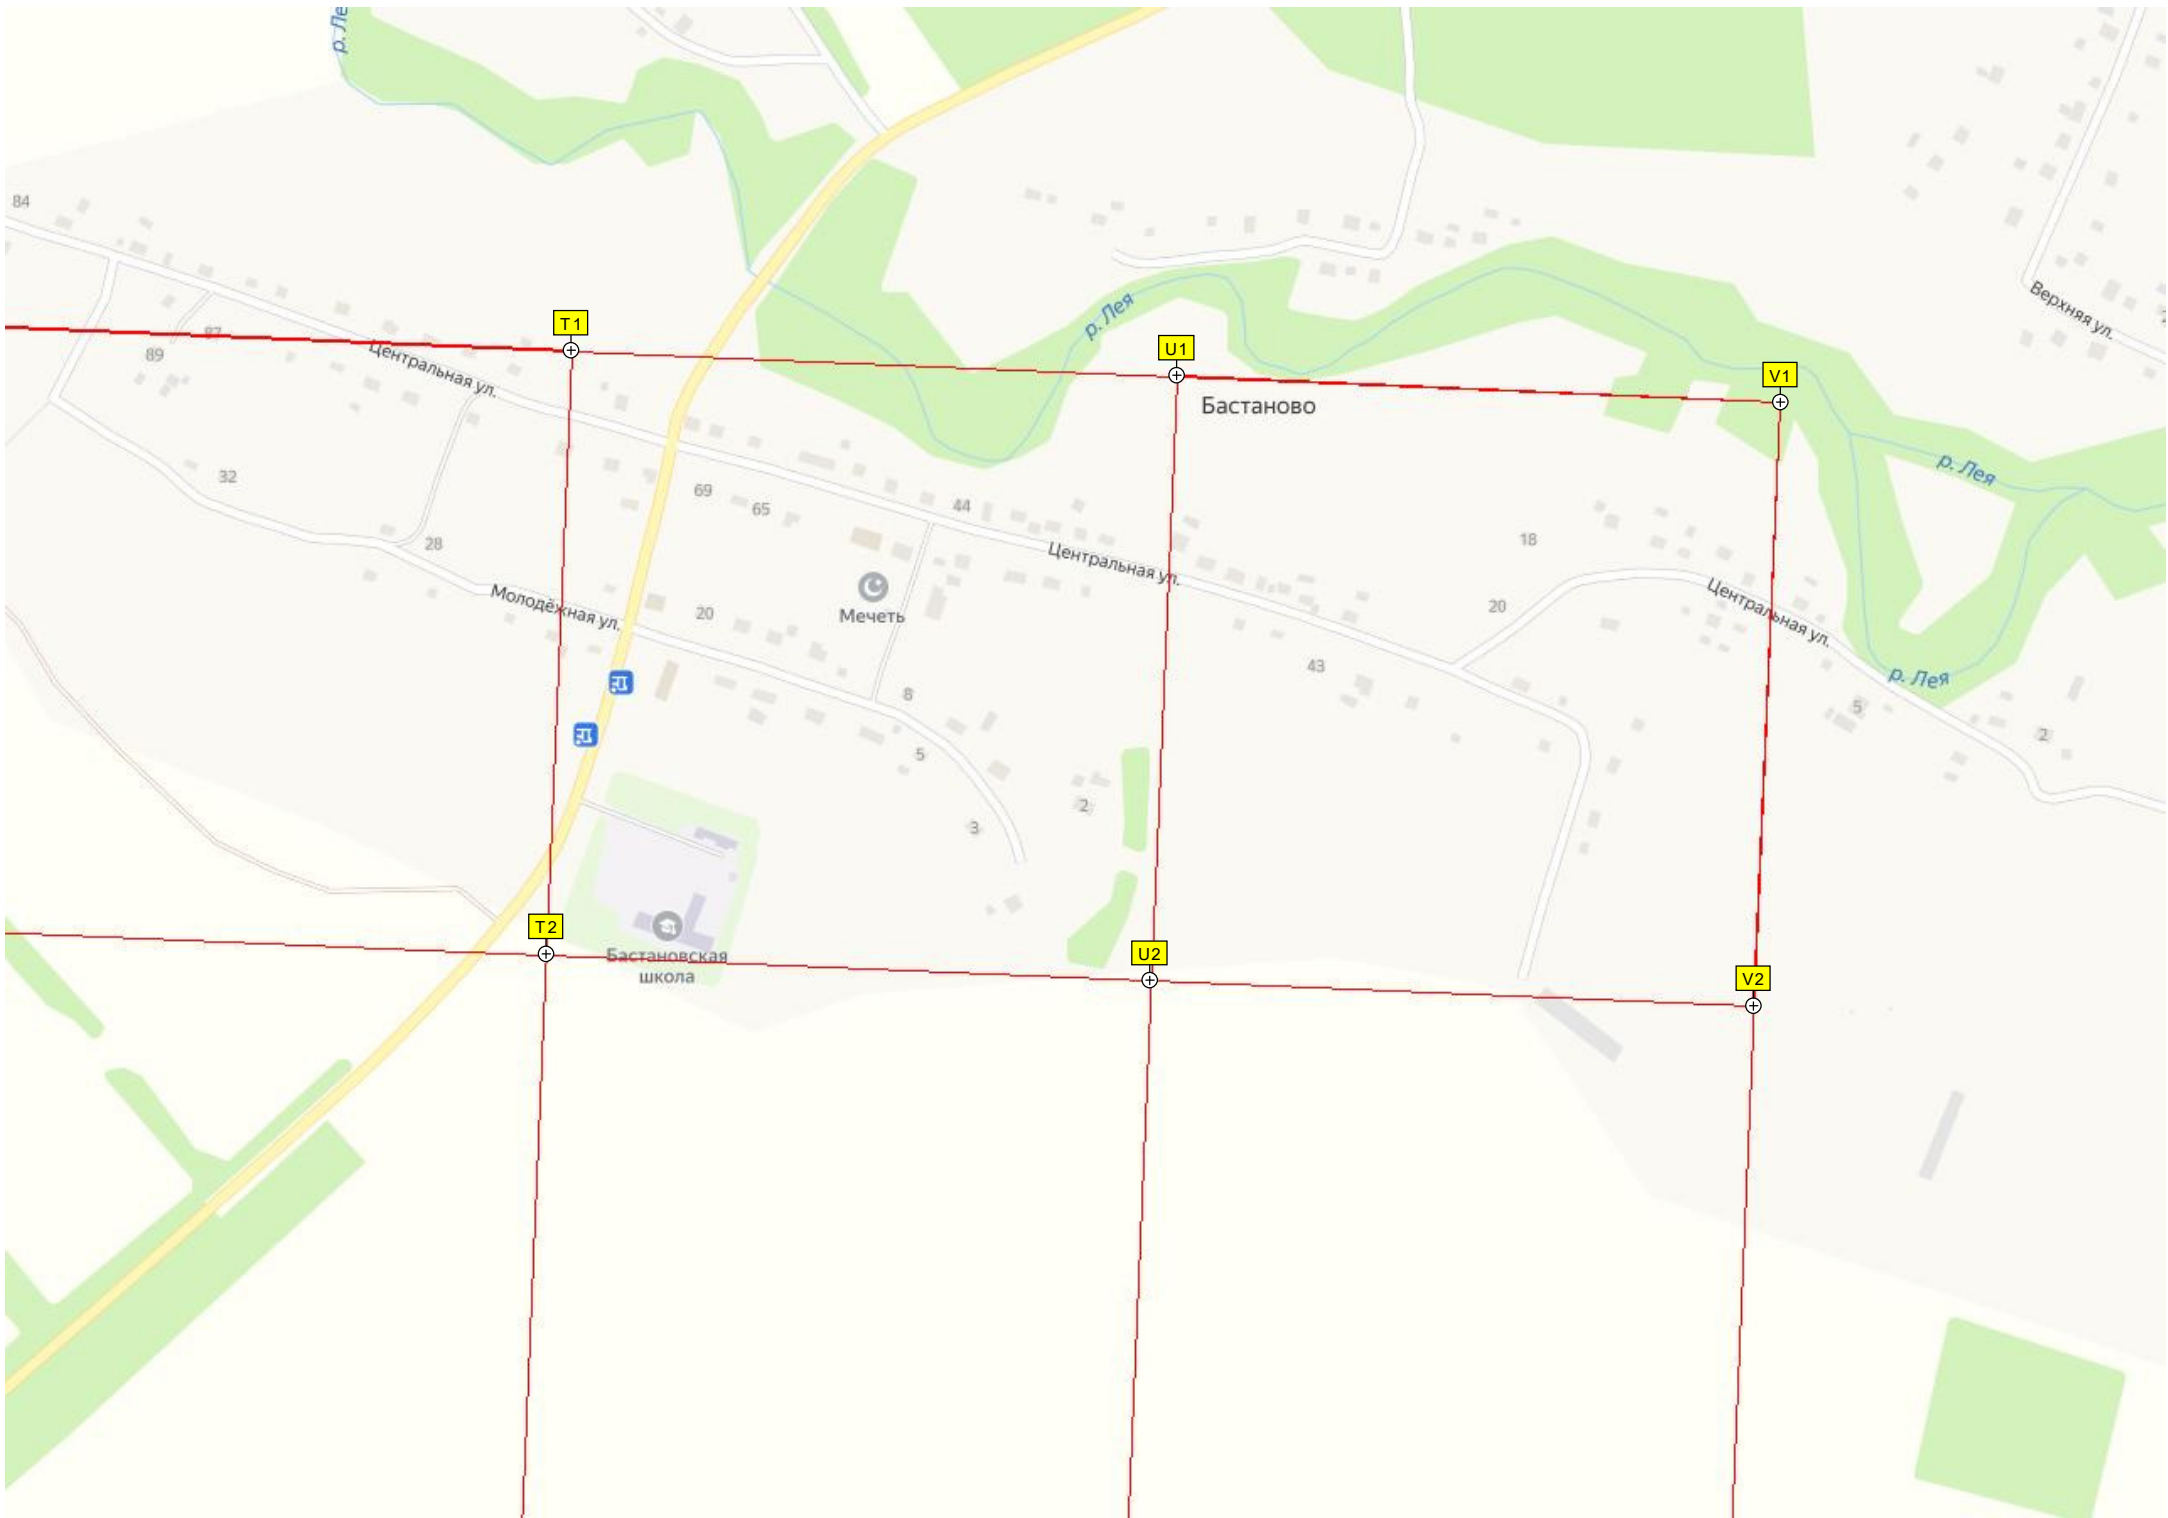 р. Ле
84
Верхняя ул.
р. Лея
T1
87
89
Центральная ул.
U1
V1
Бастаново
р. Лея
32
69
65
44
18
28
Центральная ул.
Молодёжная ул.
20
Мечеть
20
Центральная ул.
43
8
р. Лея
5
5
2
2
3
T2
Бастановская
школа
U2
V2